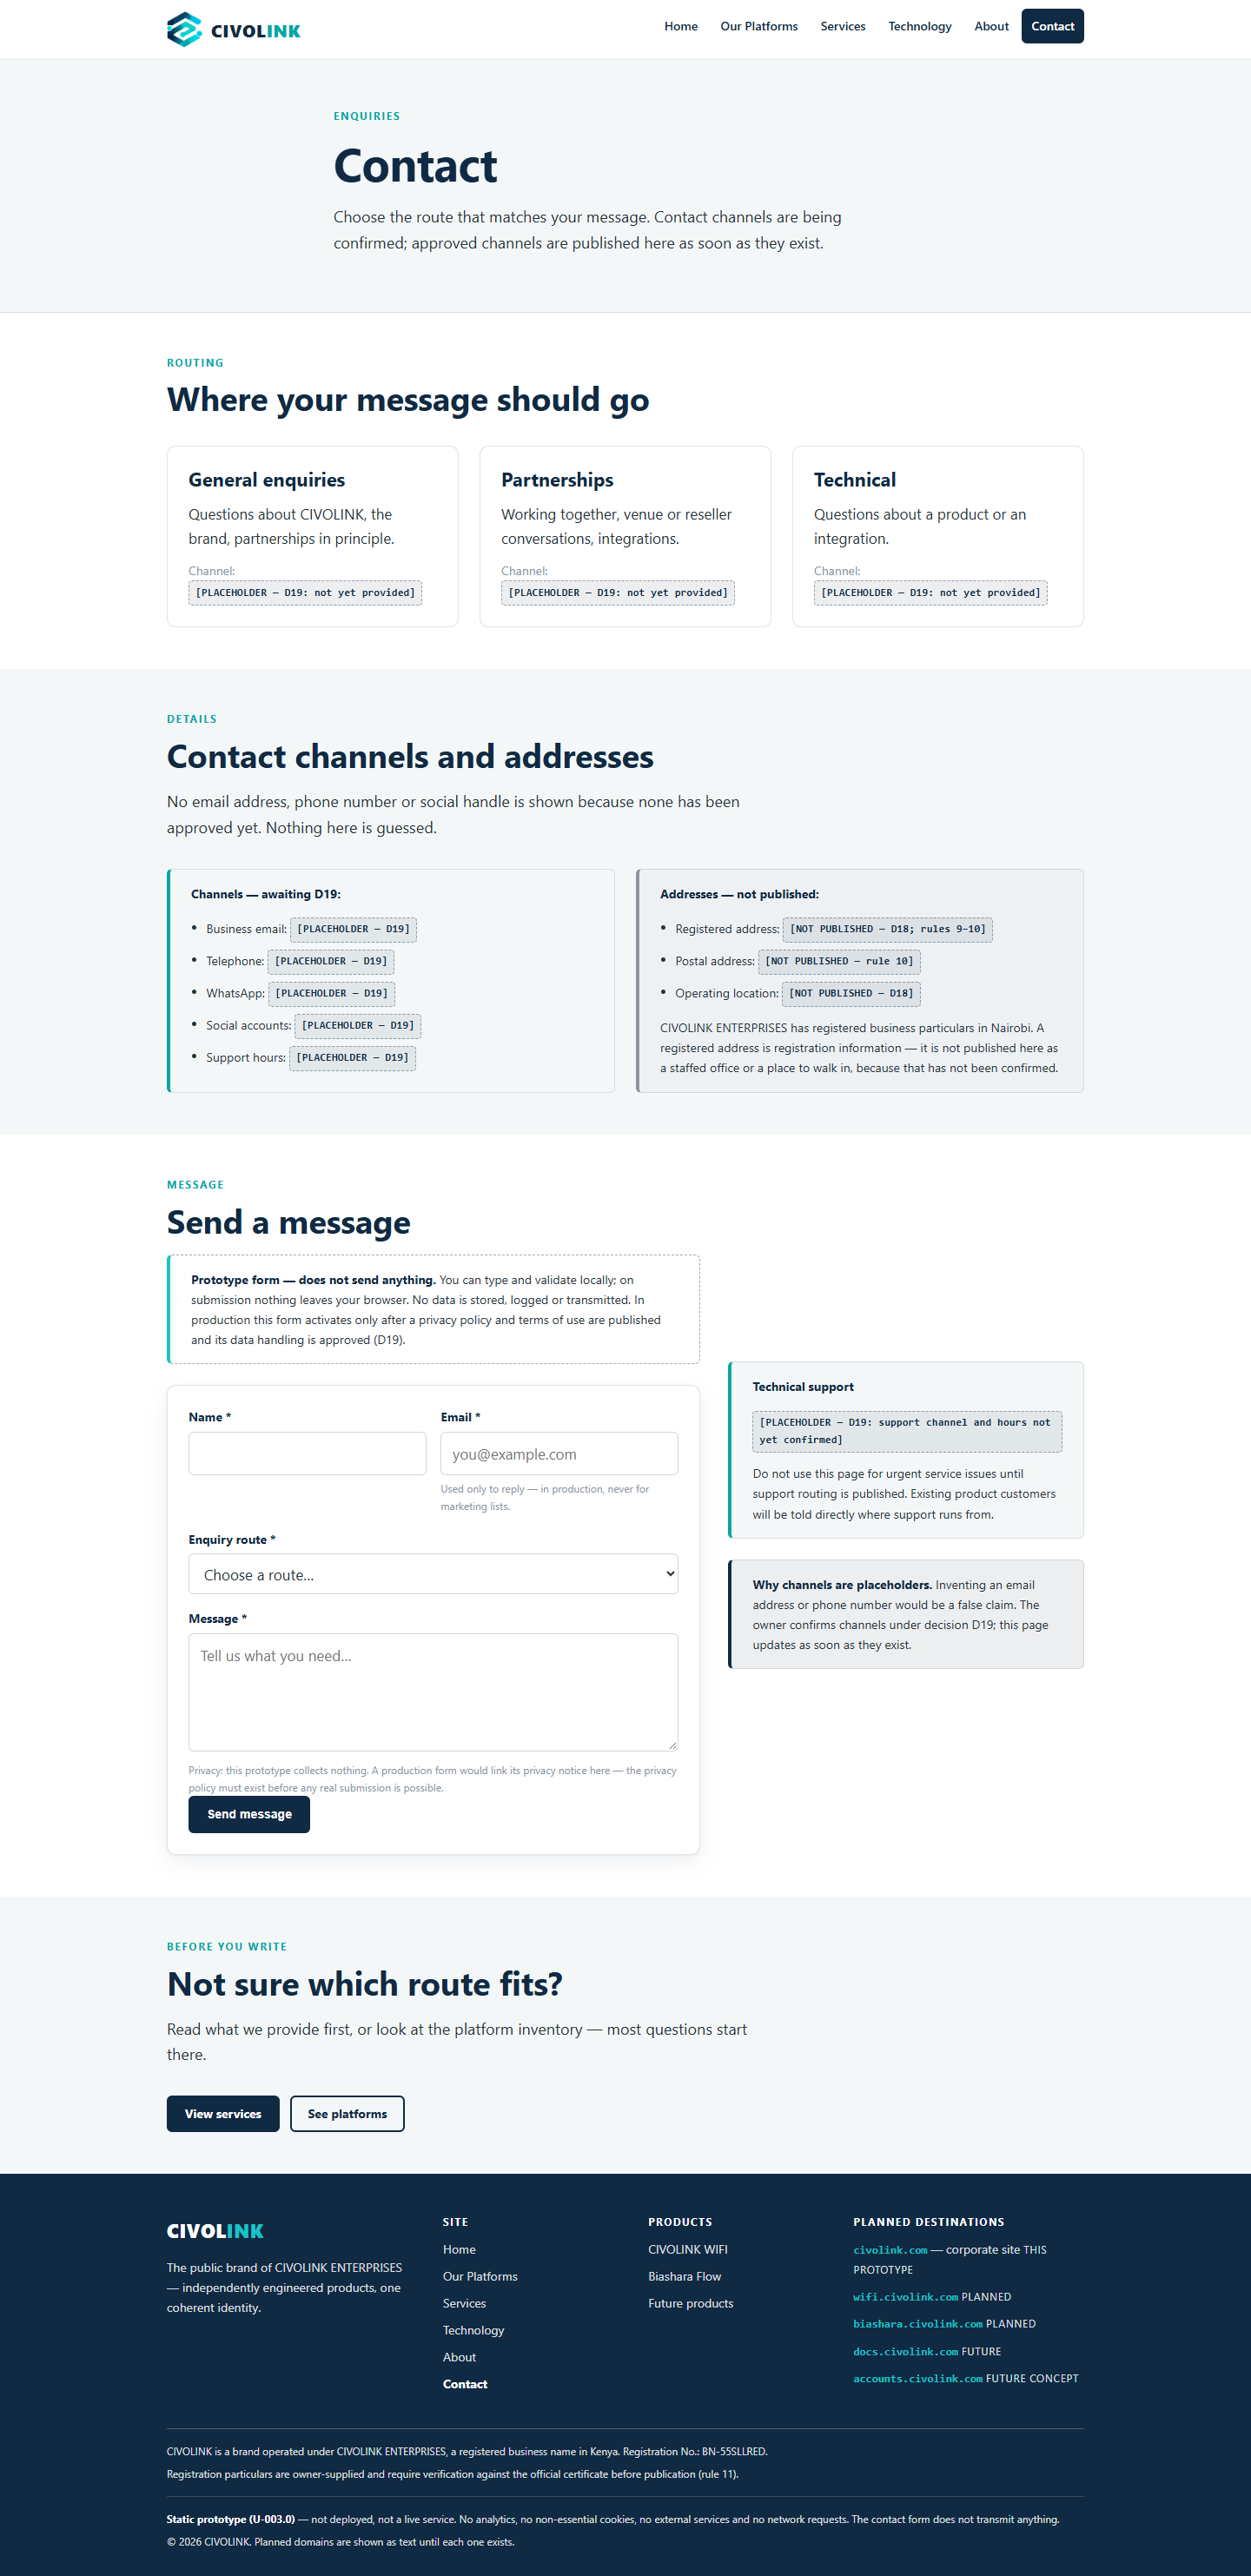 CIVOLINK
Home
Our Platforms
Services
Technology
About
Contact
ENQUIRIES
Contact
Choose the route that matches your message. Contact channels are being
confirmed; approved channels are published here as soon as they exist.
ROUTING
Where your message should go
General enquiries
Questions about CIVOLINK, the
brand, partnerships in principle.
Channel:
[PLACEHOLDER — D19: not yet provided]
Partnerships
Working together, venue or reseller
conversations, integrations.
Channel:
[PLACEHOLDER — D19: not yet provided]
Technical
Questions about a product or an
integration.
Channel:
[PLACEHOLDER — D19: not yet provided]
DETAILS
Contact channels and addresses
No email address, phone number or social handle is shown because none has been
approved yet. Nothing here is guessed.
Channels — awaiting D19:
• Business email: [PLACEHOLDER — D19]
• Telephone: [PLACEHOLDER — D19]
• WhatsApp: [PLACEHOLDER — D19]
• Social accounts: [PLACEHOLDER — D19]
• Support hours: [PLACEHOLDER — D19]
Addresses — not published:
• Registered address: [NOT PUBLISHED — D18; rules 9–10]
• Postal address: [NOT PUBLISHED — rule 10]
• Operating location: [NOT PUBLISHED — D18]
CIVOLINK ENTERPRISES has registered business particulars in Nairobi. A
registered address is registration information — it is not published here as
a staffed office or a place to walk in, because that has not been confirmed.
MESSAGE
Send a message
Prototype form — does not send anything. You can type and validate locally; on
submission nothing leaves your browser. No data is stored, logged or transmitted. In
production this form activates only after a privacy policy and terms of use are published
and its data handling is approved (D19).
Name *
Email *
you@example.com
Used only to reply — in production, never for
marketing lists.
Enquiry route *
Choose a route...
Message *
Tell us what you need...
Privacy: this prototype collects nothing. A production form would link its privacy notice here — the privacy
policy must exist before any real submission is possible.
Send message
Technical support
[PLACEHOLDER — D19: support channel and hours not
yet confirmed]
Do not use this page for urgent service issues until
support routing is published. Existing product customers
will be told directly where support runs from.
Why channels are placeholders. Inventing an email
address or phone number would be a false claim. The
owner confirms channels under decision D19; this page
updates as soon as they exist.
BEFORE YOU WRITE
Not sure which route fits?
Read what we provide first, or look at the platform inventory — most questions start
there.
View services
See platforms
CIVOLINK
The public brand of CIVOLINK ENTERPRISES
— independently engineered products, one
coherent identity.
SITE
Home
Our Platforms
Services
Technology
About
Contact
PRODUCTS
CIVOLINK WIFI
Biashara Flow
Future products
PLANNED DESTINATIONS
civolink.com — corporate site THIS
PROTOTYPE
wifi.civolink.com PLANNED
biashara.civolink.com PLANNED
docs.civolink.com FUTURE
accounts.civolink.com FUTURE CONCEPT
CIVOLINK is a brand operated under CIVOLINK ENTERPRISES, a registered business name in Kenya. Registration No.: BN-55SLLRED.
Registration particulars are owner-supplied and require verification against the official certificate before publication (rule 11).
Static prototype (U-003.0) — not deployed, not a live service. No analytics, no non-essential cookies, no external services and no network requests. The contact form does not transmit anything.
© 2026 CIVOLINK. Planned domains are shown as text until each one exists.